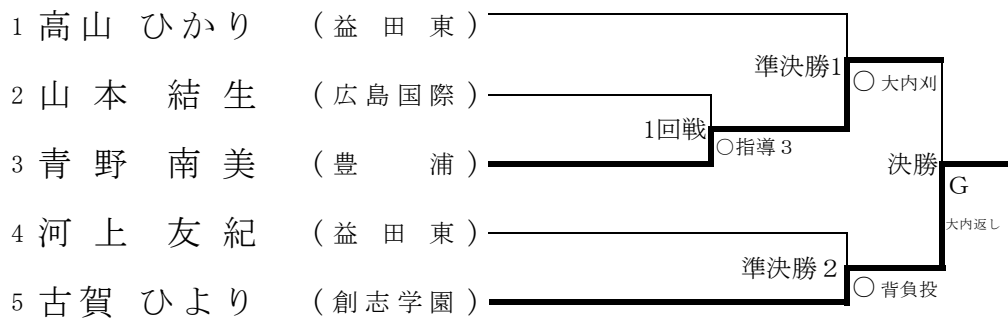 1 高山 ひかり (益田東)
準決勝1
○ 大内刈
2 山本 結生 (広島国際)
1回戦
○指導3
3 青野 南美 (豊浦)
決勝
G
大内返し
4 河上 友紀 (益田東)
準決勝2
○ 背負投
5 古賀 ひより (創志学園)